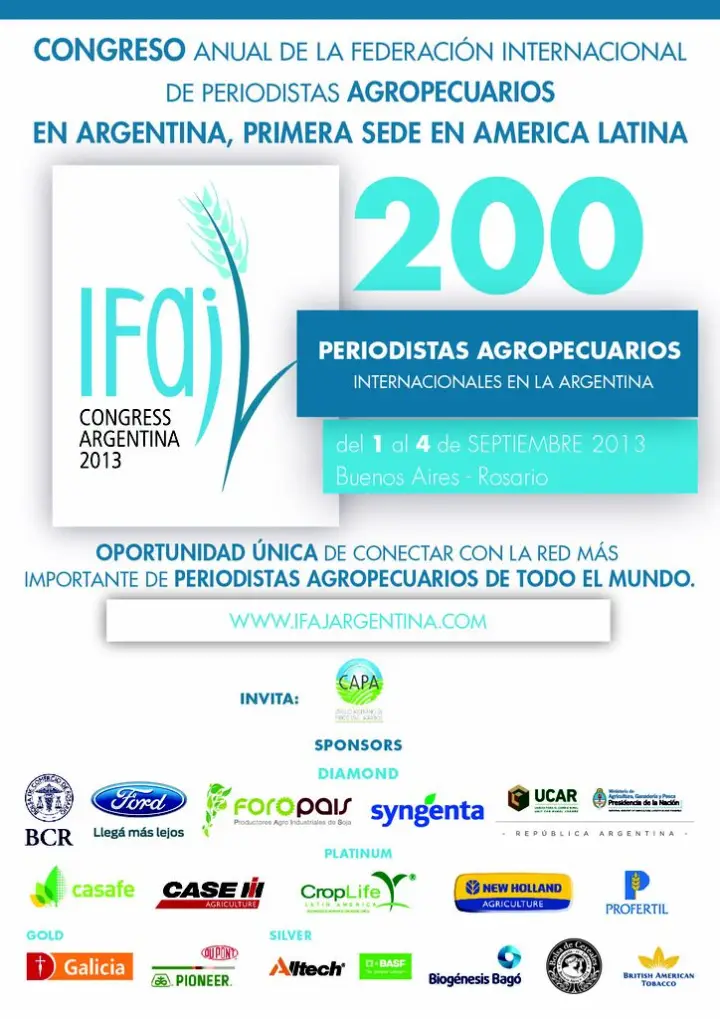 CONGRESO ANUAL DE LA FEDERACIÓN INTERNACIONAL
DE PERIODISTAS AGROPECUARIOS
EN ARGENTINA, PRIMERA SEDE EN AMERICA LATINA
200
IFaj
CONGRESS
ARGENTINA
2013
PERIODISTAS AGROPECUARIOS
INTERNACIONALES EN LA ARGENTINA
del 1 al 4 de SEPTIEMBRE 2013
Buenos Aires - Rosario
OPORTUNIDAD ÚNICA DE CONECTAR CON LA RED MÁS
IMPORTANTE DE PERIODISTAS AGROPECUARIOS DE TODO EL MUNDO.
WWW.IFAJARGENTINA.COM
INVITA:
CAPA
SPONSORS
DIAMOND
BCR
Ford
Llegá más lejos
foropais
Productores Agro Industriales de Soja
syngenta
UCAR
Ministerio de
Agricultura, Ganadería y Pesca
Presidencia de la Nación
- REPÚBLICA ARGENTINA -
PLATINUM
casafe
CASE III
AGRICULTURE
CropLife
LATIN AMERICA
NEW HOLLAND
AGRICULTURE
PROFERTIL
GOLD
SILVER
Galicia
DUPONT
PIONEER.
Alltech
BASF
Biogénesis Bagó
Bolsa de Cereales
BRITISH AMERICAN
TOBACCO